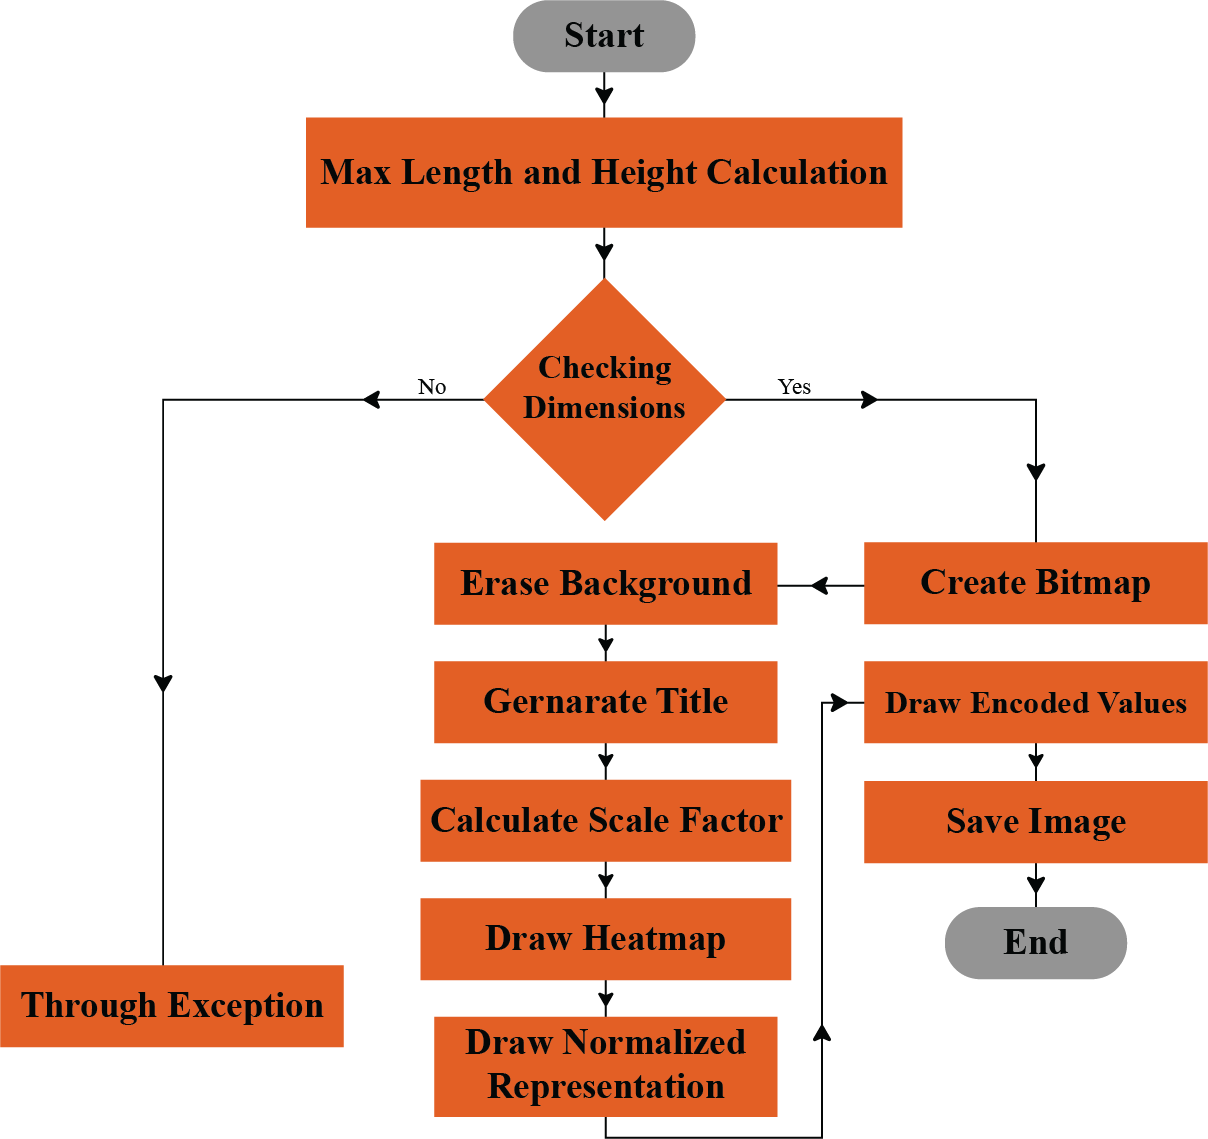 Start
Max Length and Height Calculation
Checking
Dimensions
No
Yes
Create Bitmap
Erase Background
Gernarate Title
Calculate Scale Factor
Draw Heatmap
Draw Normalized
Representation
Draw Encoded Values
Save Image
End
Through Exception